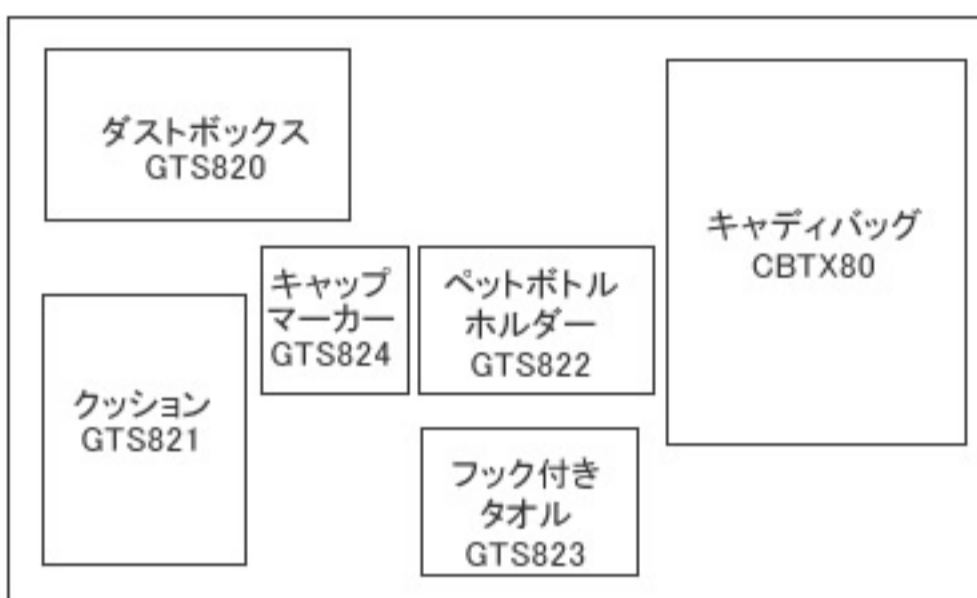 ダストボックス
GTS820
キャディバッグ
CBTX80
キャップ
マーカー
GTS824
ペットボトル
ホルダー
GTS822
クッション
GTS821
フック付き
タオル
GTS823